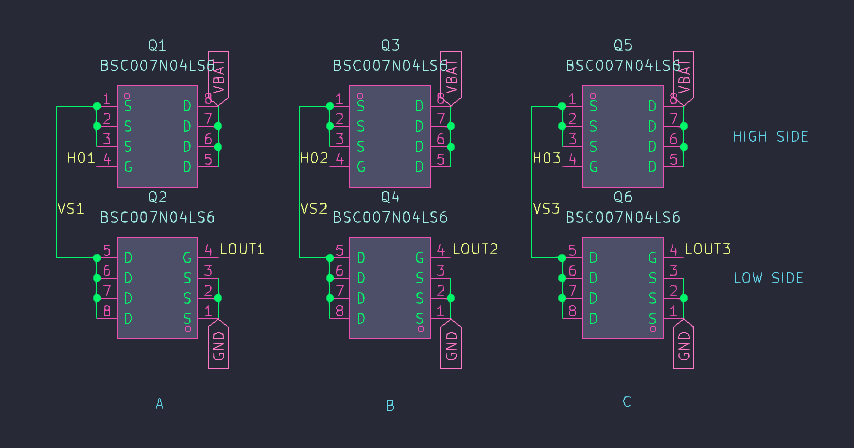 Q1 Q3 Q5
BSC007N04LS6 BSC007N04LS6 BSC007N04LS6
VBAT VBAT VBAT
1 S D 8 1 S D 8 1 S D 8
2 S D 7 2 S D 7 2 S D 7
HIGH SIDE
3 S D 6 3 S D 6 3 S D 6
HO1 HO2 HO3
4 G D 5 4 G D 5 4 G D 5
Q2 Q4 Q6
VS1 VS2 VS3
BSC007N04LS6 BSC007N04LS6 BSC007N04LS6
5 D G 4 LOUT1 5 D G 4 LOUT2 5 D G 4 LOUT3
6 D S 3 6 D S 3 6 D S 3
LOW SIDE
7 D S 2 7 D S 2 7 D S 2
8 D S 1 8 D S 1 8 D S 1
GND GND GND
A B C